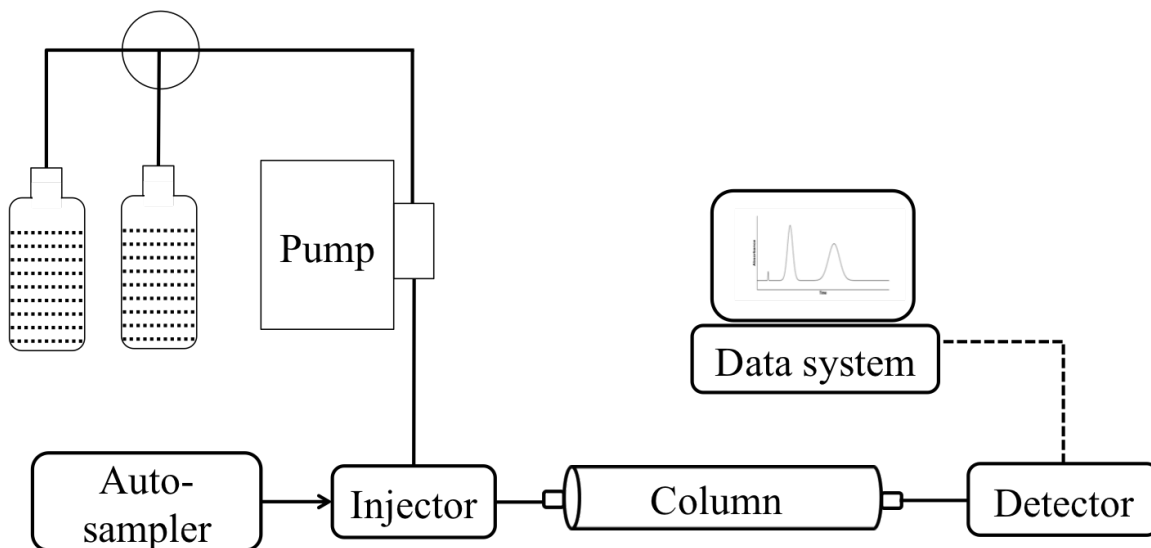 Pump
Data system
Auto-
sampler
Injector
Column
Detector